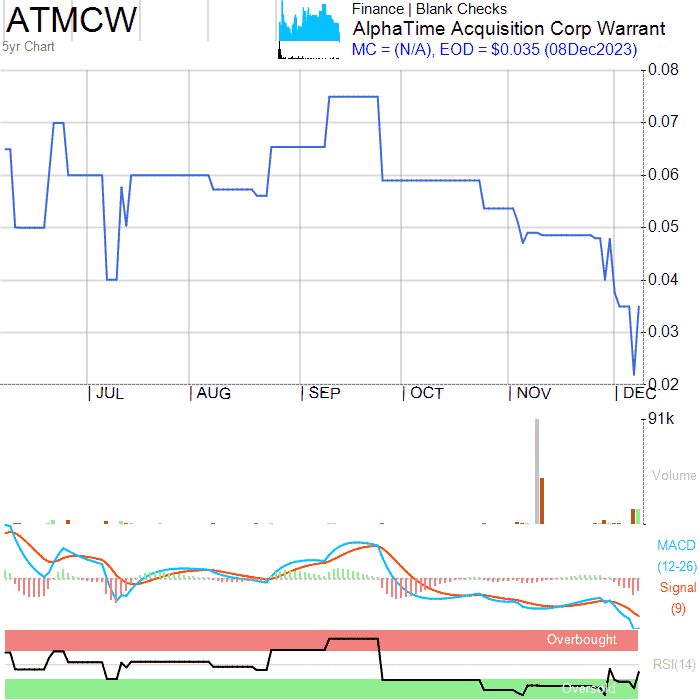 ATMCW
5yr Chart
Finance | Blank Checks
AlphaTime Acquisition Corp Warrant
MC = (N/A), EOD = $0.035 (08Dec2023)
0.08
0.07
0.06
0.05
0.04
0.03
0.02
JUL AUG SEP OCT NOV DEC
91k
Volume
MACD
(12-26)
Signal
(9)
Overbought
RSI(14)
Oversold